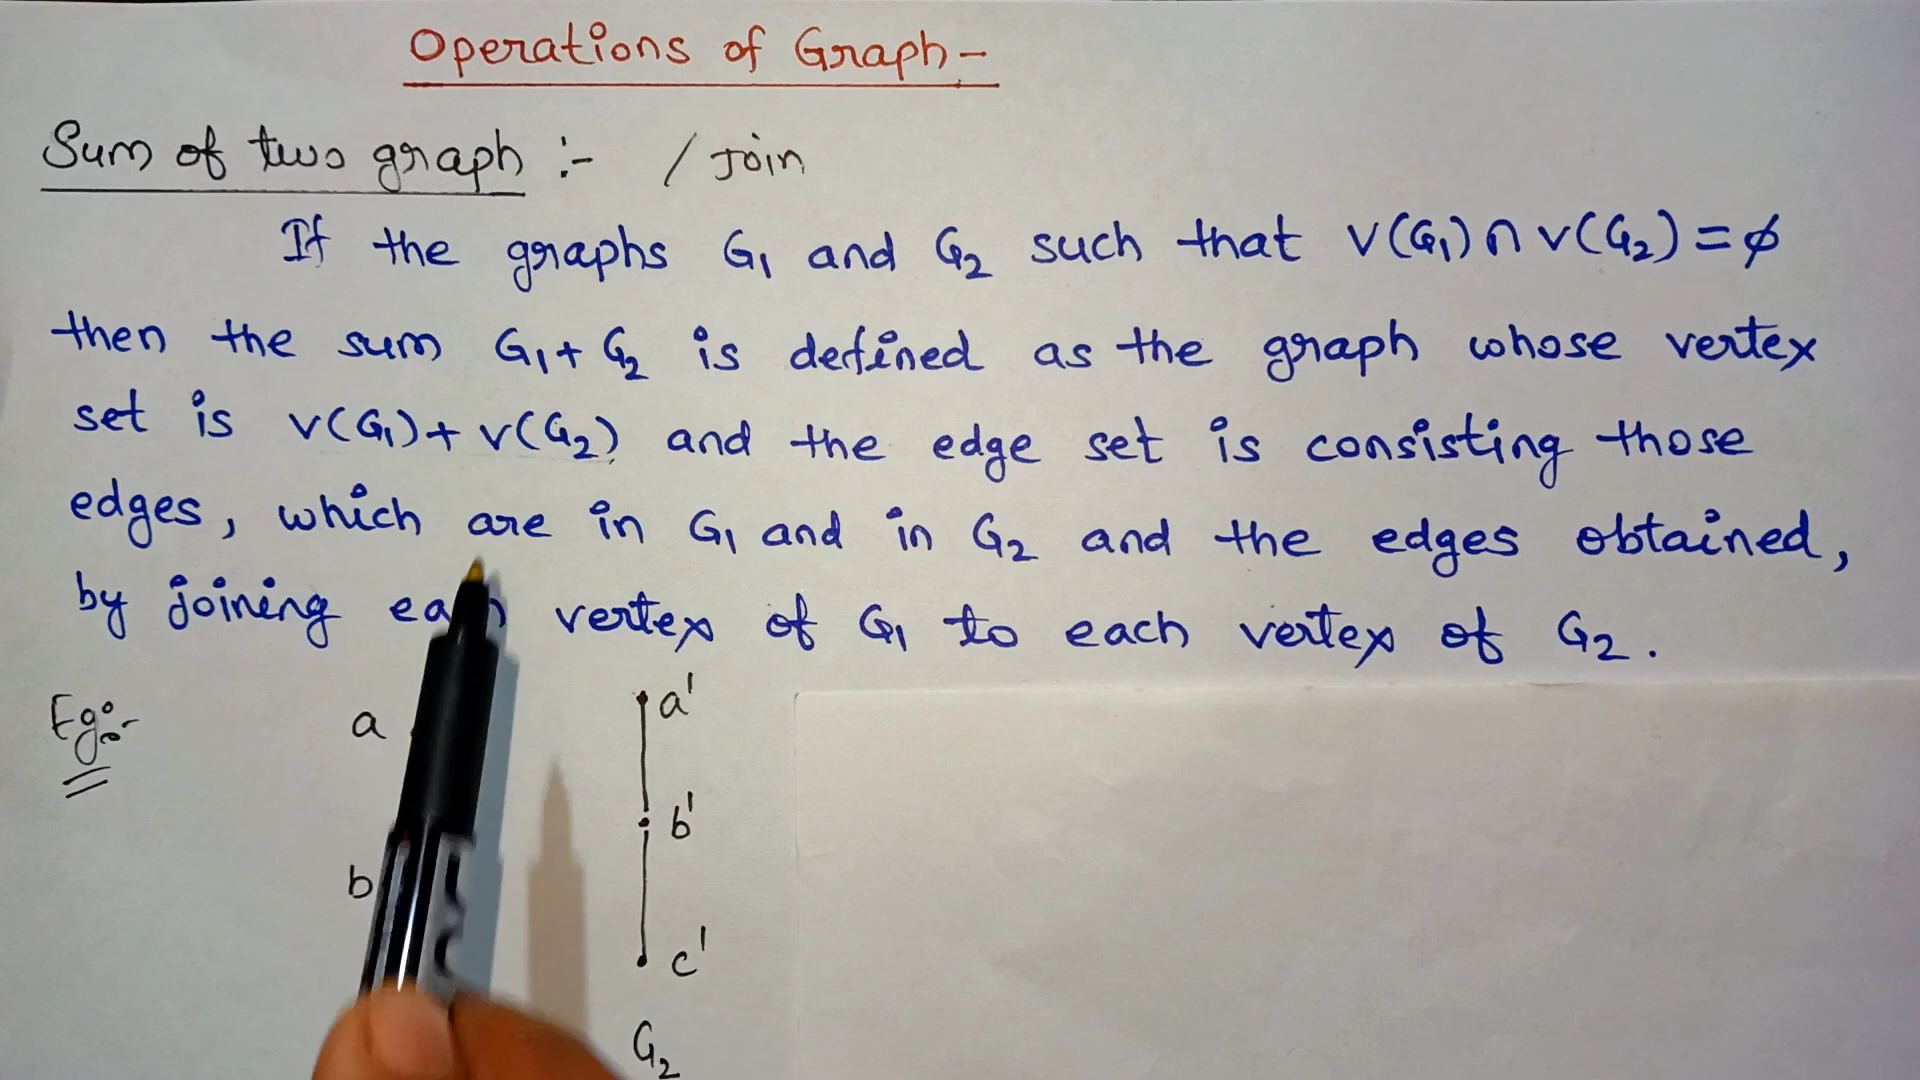 Operations of Graph-
Sum of two graph :- / Join
If the graphs G₁ and G₂ such that V(G₁) ∩ V(G₂) = ϕ
then the sum G₁ + G₂ is defined as the graph whose vertex
set is V(G₁) + V(G₂) and the edge set is consisting those
edges, which are in G₁ and in G₂ and the edges obtained,
by joining each vertex of G₁ to each vertex of G₂.
Eg:-
a
a'
b'
b
c'
G₂